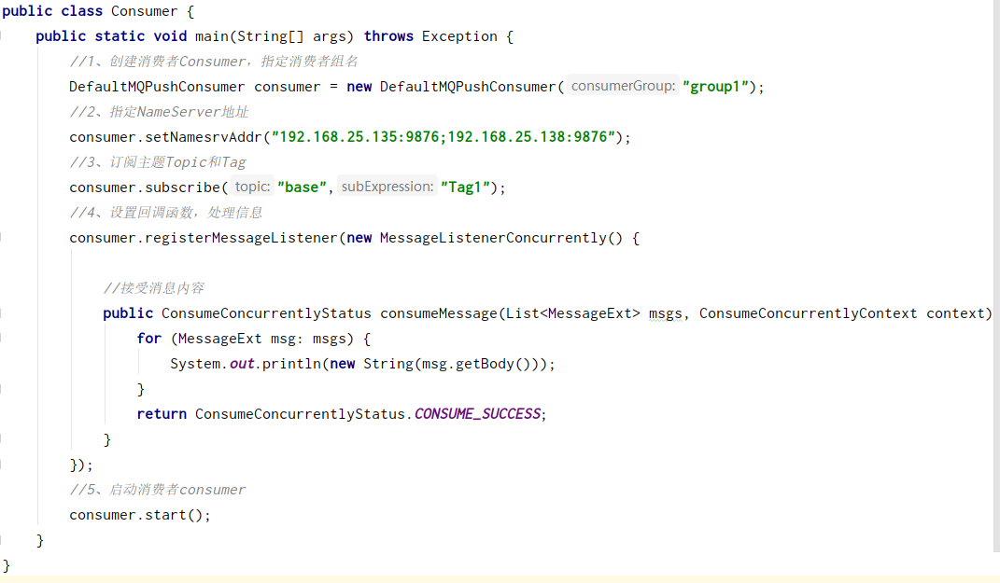 public class Consumer {
public static void main(String[] args) throws Exception {
//1、创建消费者Consumer，指定消费者组名
DefaultMQPushConsumer consumer = new DefaultMQPushConsumer( consumerGroup: "group1");
//2、指定NameServer地址
consumer.setNamesrvAddr("192.168.25.135:9876;192.168.25.138:9876");
//3、订阅主题Topic和Tag
consumer.subscribe( topic: "base", subExpression: "Tag1");
//4、设置回调函数，处理信息
consumer.registerMessageListener(new MessageListenerConcurrently() {
//接受消息内容
public ConsumeConcurrentlyStatus consumeMessage(List<MessageExt> msgs, ConsumeConcurrentlyContext context)
for (MessageExt msg: msgs) {
System.out.println(new String(msg.getBody()));
}
return ConsumeConcurrentlyStatus.CONSUME_SUCCESS;
}
});
//5、启动消费者consumer
consumer.start();
}
}